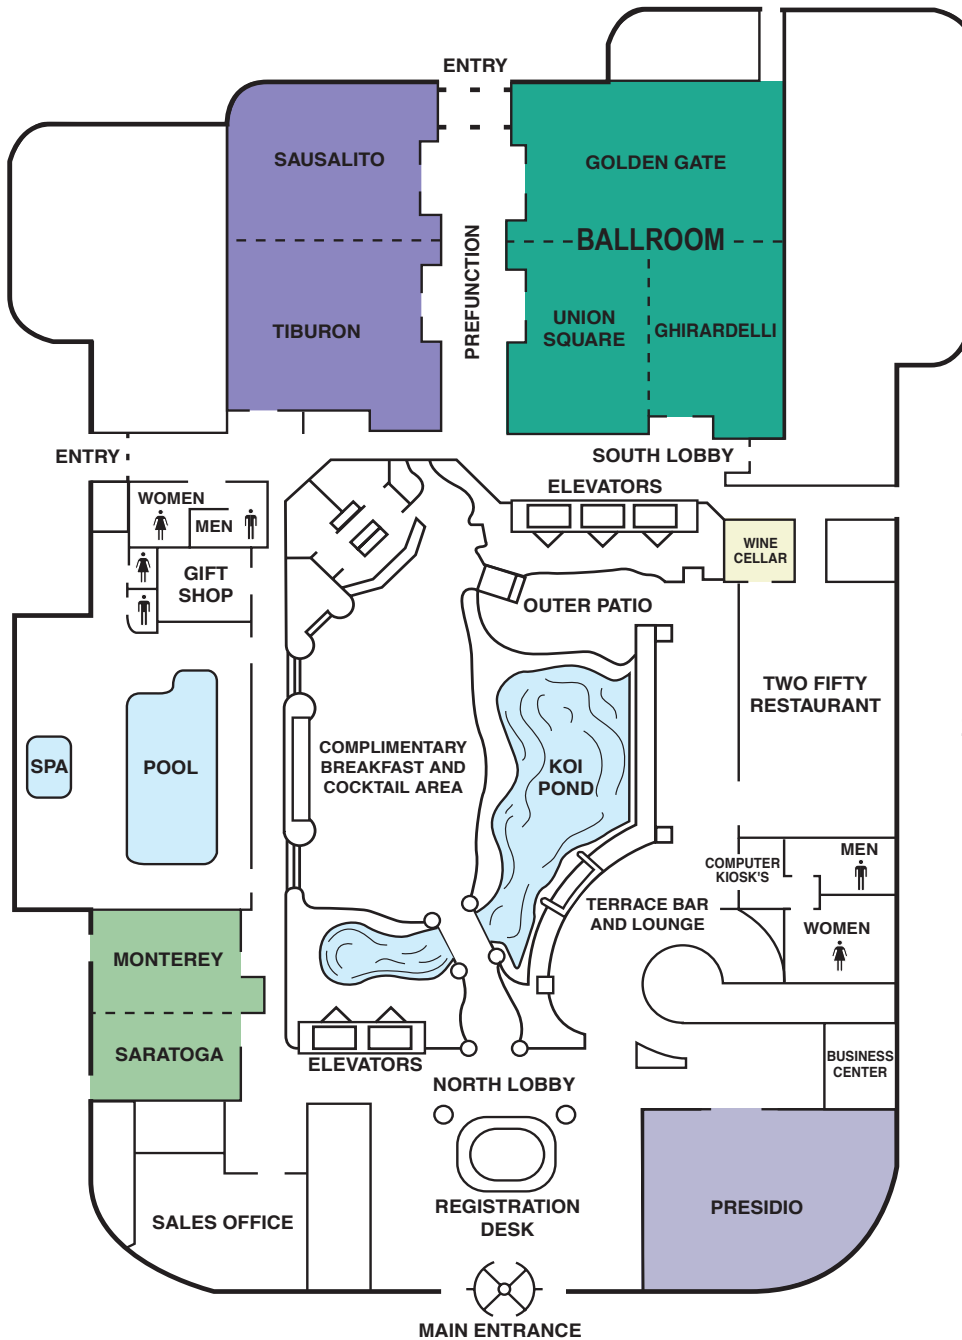 ENTRY
SAUSALITO
GOLDEN GATE
BALLROOM
PREFUNCTION
TIBURON
UNION
SQUARE
GHIRARDELLI
ENTRY
SOUTH LOBBY
ELEVATORS
WOMEN
MEN
WINE
CELLAR
GIFT
SHOP
OUTER PATIO
TWO FIFTY
RESTAURANT
SPA
POOL
COMPLIMENTARY
BREAKFAST AND
COCKTAIL AREA
KOI
POND
COMPUTER
KIOSK'S
MEN
TERRACE BAR
AND LOUNGE
WOMEN
MONTEREY
SARATOGA
ELEVATORS
NORTH LOBBY
BUSINESS
CENTER
REGISTRATION
DESK
PRESIDIO
SALES OFFICE
MAIN ENTRANCE